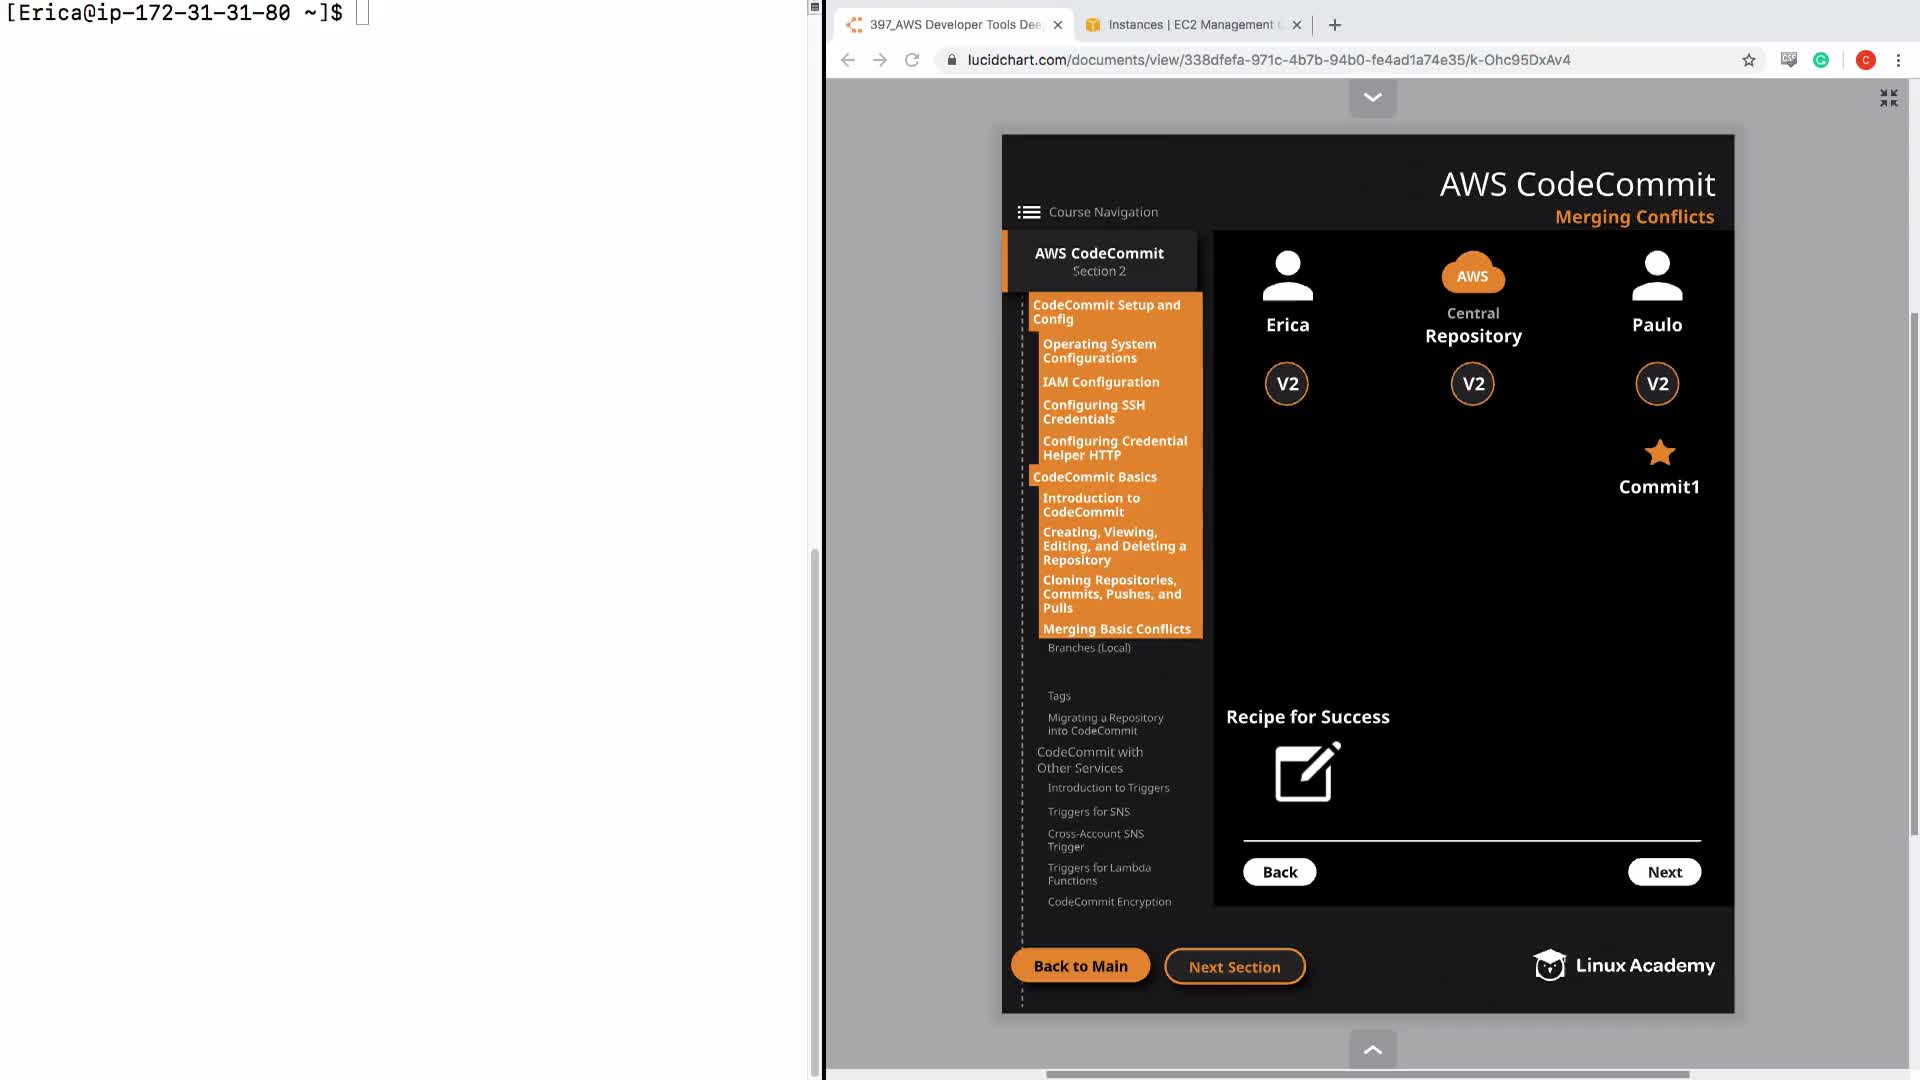 [Erica@ip-172-31-31-80 ~]$
397_AWS Developer Tools Dee
Instances | EC2 Management C
lucidchart.com/documents/view/338dfefa-971c-4b7b-94b0-fe4ad1a74e35/k-Ohc95DxAv4
C
AWS CodeCommit
Merging Conflicts
Course Navigation
AWS CodeCommit
Section 2
CodeCommit Setup and
Config
Operating System
Configurations
IAM Configuration
Configuring SSH
Credentials
Configuring Credential
Helper HTTP
CodeCommit Basics
Introduction to
CodeCommit
Creating, Viewing,
Editing, and Deleting a
Repository
Cloning Repositories,
Commits, Pushes, and
Pulls
Merging Basic Conflicts
Branches (Local)
Tags
Migrating a Repository
into CodeCommit
CodeCommit with
Other Services
Introduction to Triggers
Triggers for SNS
Cross-Account SNS
Trigger
Triggers for Lambda
Functions
CodeCommit Encryption
Erica
AWS
Central
Repository
Paulo
V2
V2
V2
Commit1
Recipe for Success
Back
Next
Back to Main
Next Section
Linux Academy